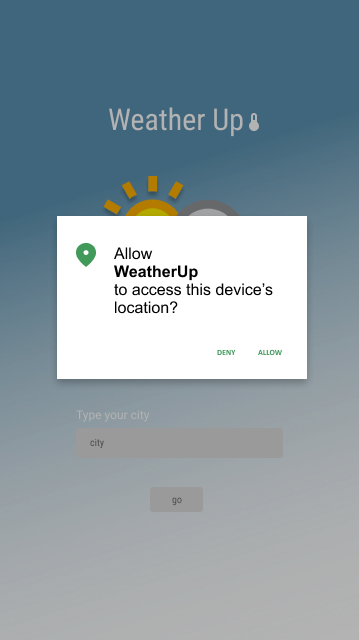 Weather Up
Allow
WeatherUp
to access this device's
location?
DENY ALLOW
Type your city
city
go